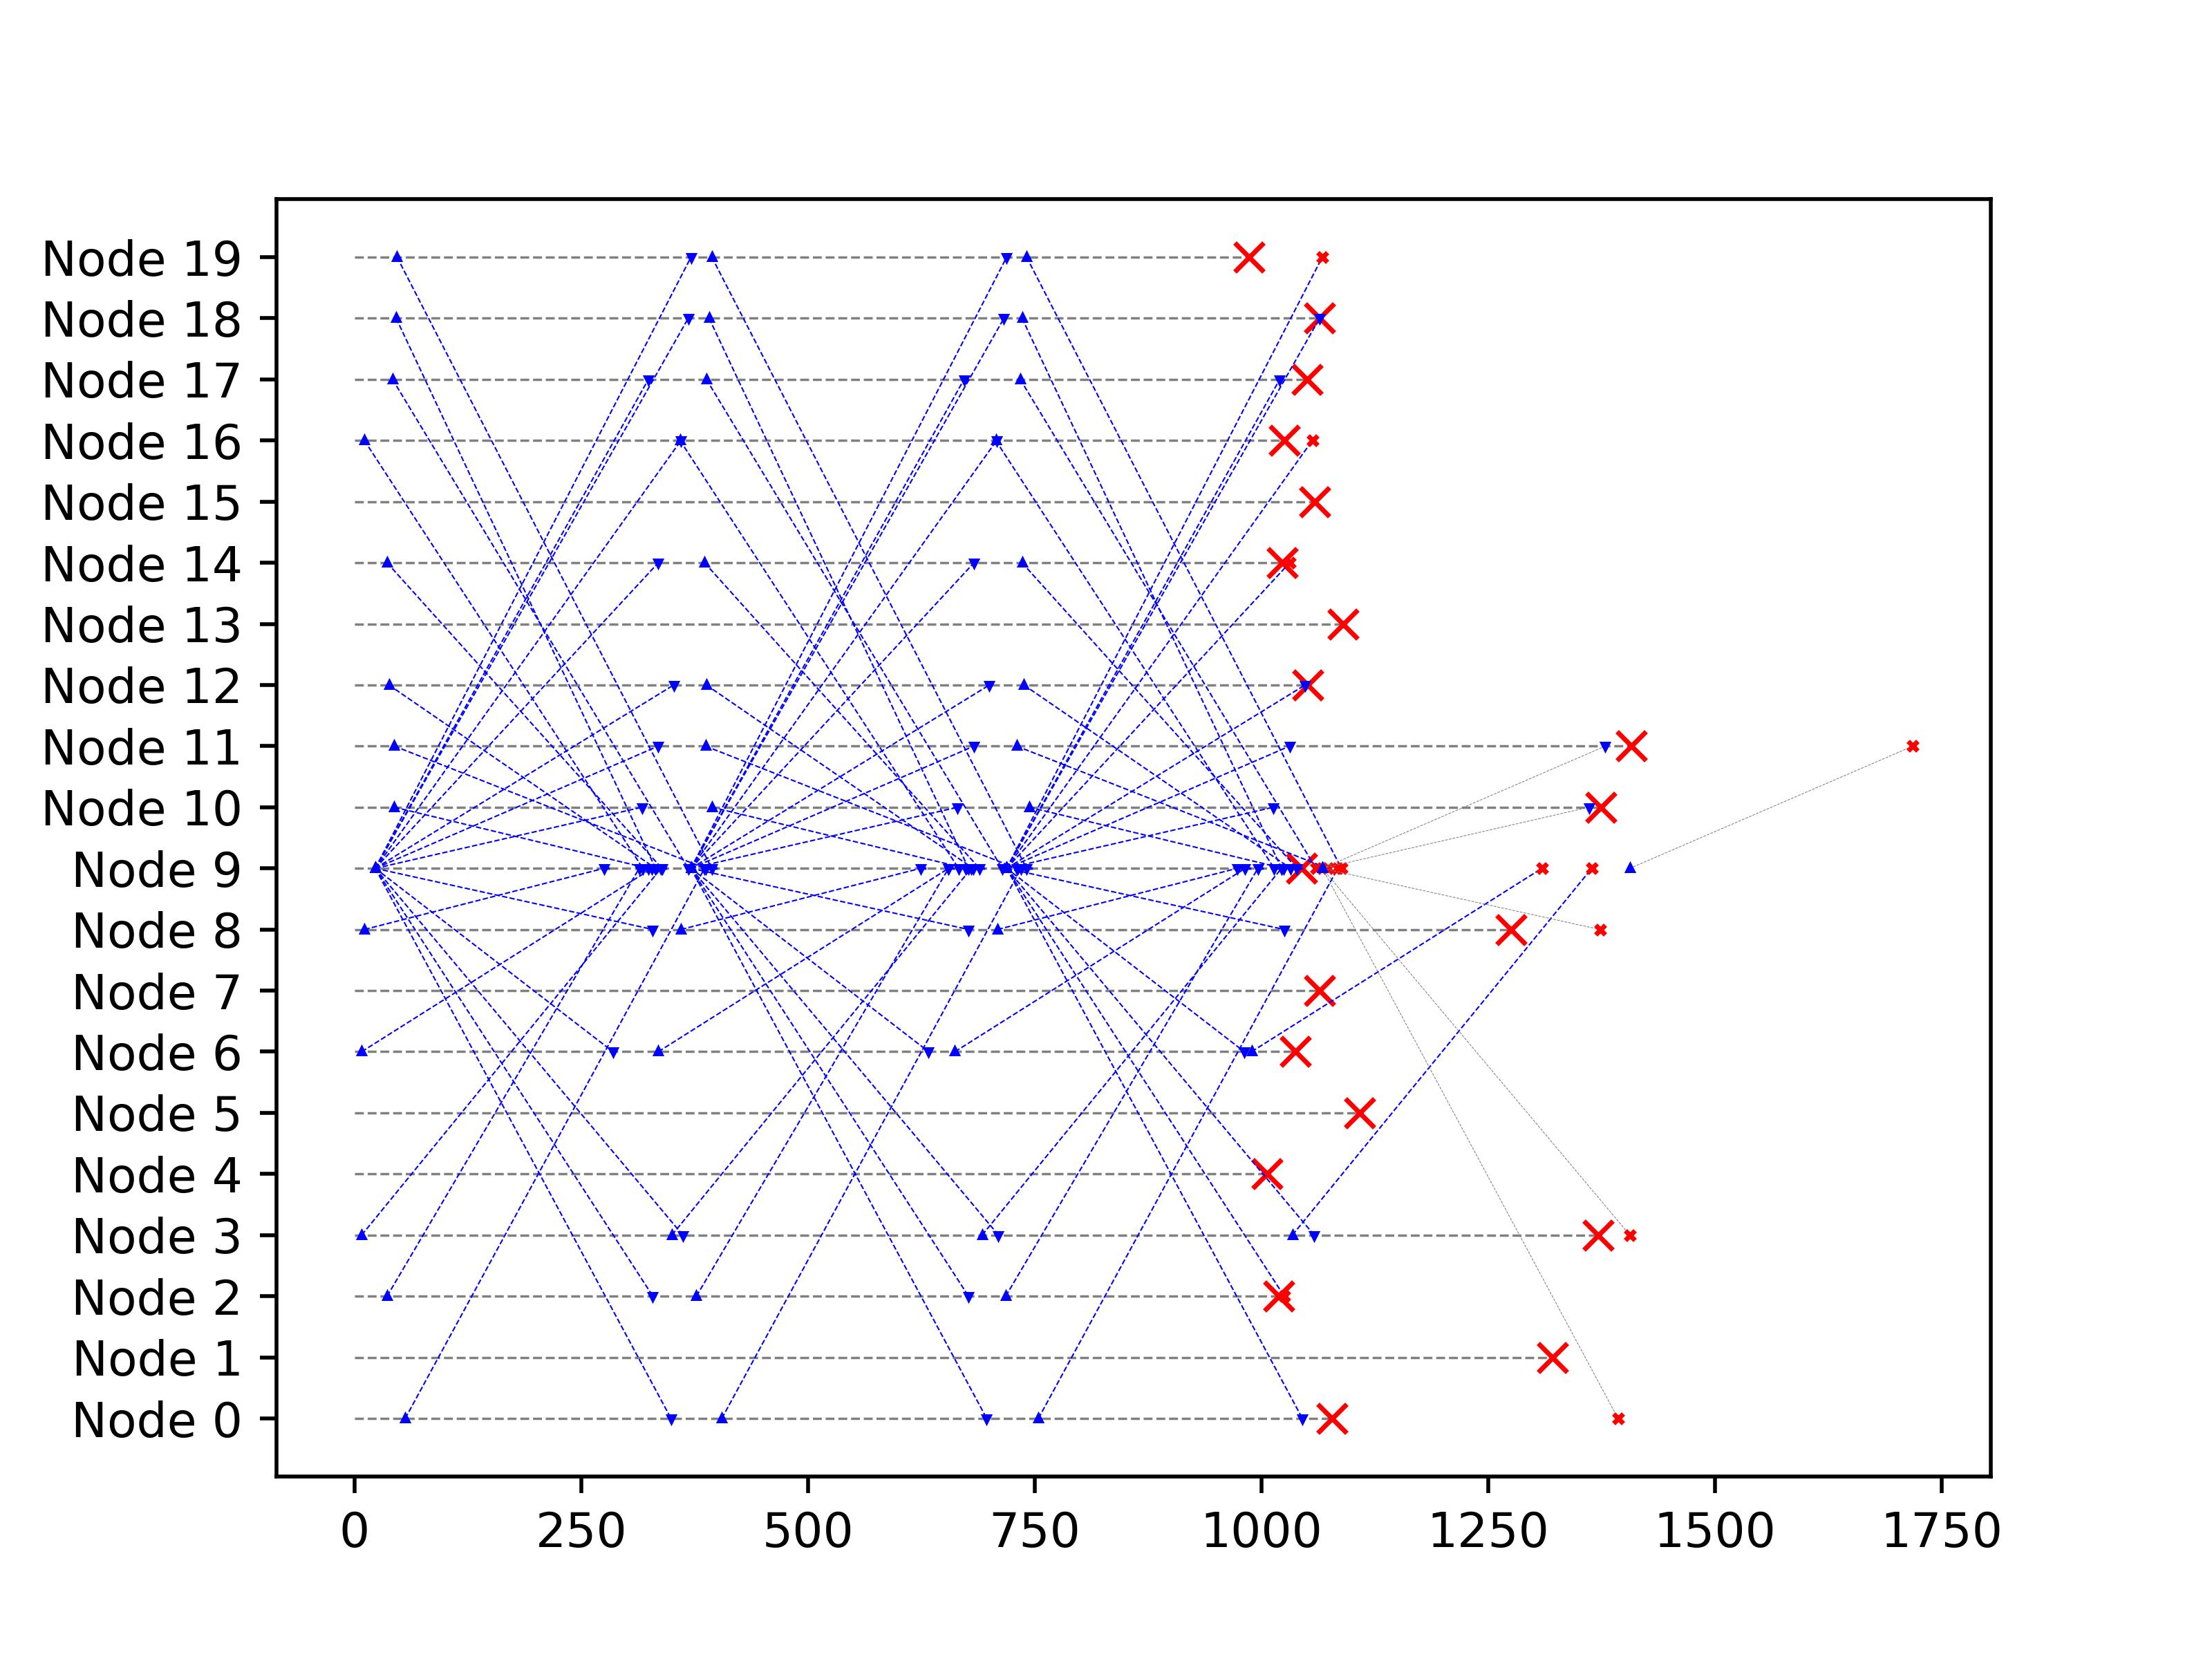 Node 19
Node 18
Node 17
Node 16
Node 15
Node 14
Node 13
Node 12
Node 11
Node 10
Node 9
Node 8
Node 7
Node 6
Node 5
Node 4
Node 3
Node 2
Node 1
Node 0
0 250 500 750 1000 1250 1500 1750